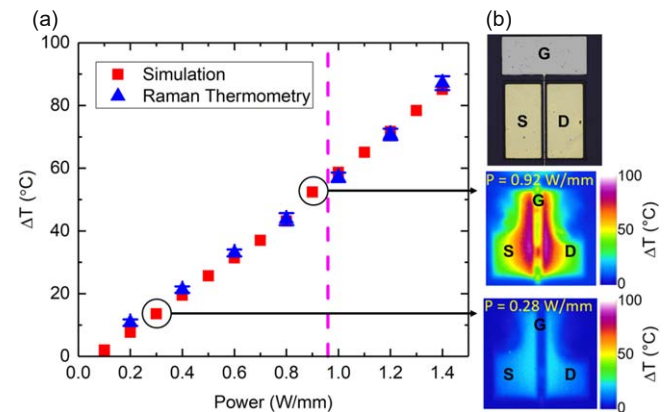 (a)
(b)
Simulation
Raman Thermometry
ΔT (°C)
100
80
60
40
20
0
0.0 0.2 0.4 0.6 0.8 1.0 1.2 1.4
Power (W/mm)
G
S D
P = 0.92 W/mm
G
S D
100
50
0
ΔT (°C)
P = 0.28 W/mm
G
S D
100
50
0
ΔT (°C)